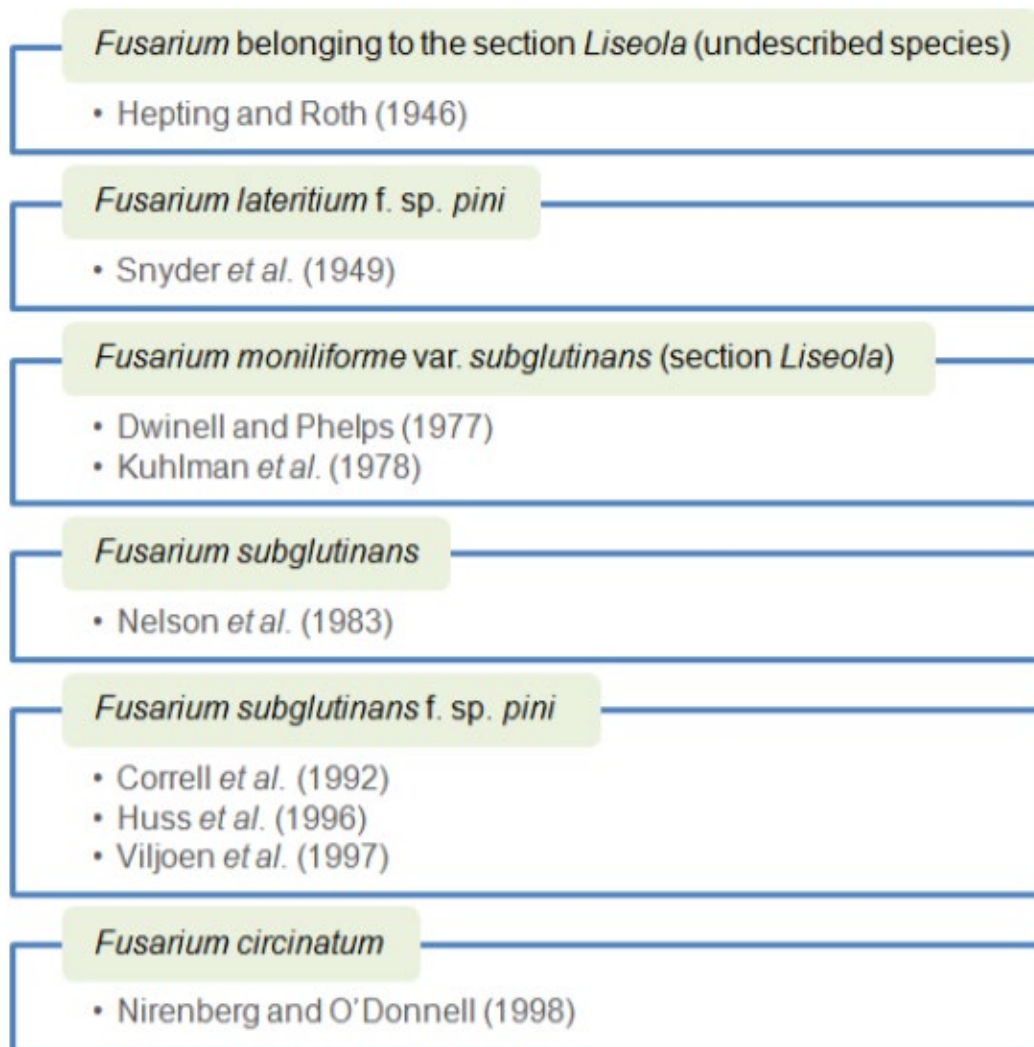 Fusarium belonging to the section Liseola (undescribed species)
• Hepting and Roth (1946)
Fusarium lateritium f. sp. pini
• Snyder et al. (1949)
Fusarium moniliforme var. subglutinans (section Liseola)
• Dwinell and Phelps (1977)
• Kuhlman et al. (1978)
Fusarium subglutinans
• Nelson et al. (1983)
Fusarium subglutinans f. sp. pini
• Correll et al. (1992)
• Huss et al. (1996)
• Viljoen et al. (1997)
Fusarium circinatum
• Nirenberg and O'Donnell (1998)